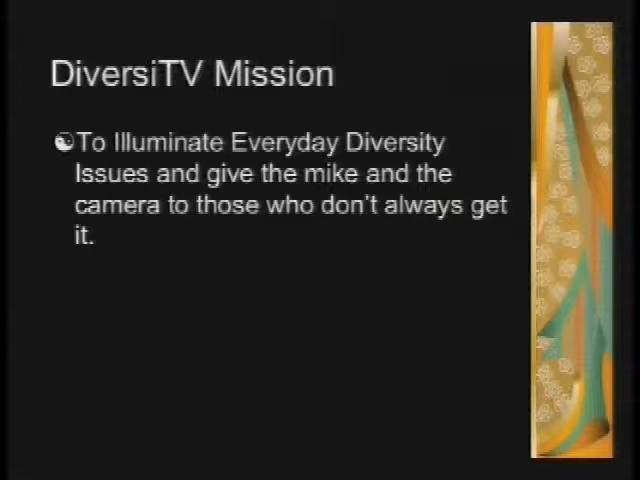 DiversiTV Mission
☯To Illuminate Everyday Diversity
Issues and give the mike and the
camera to those who don't always get
it.